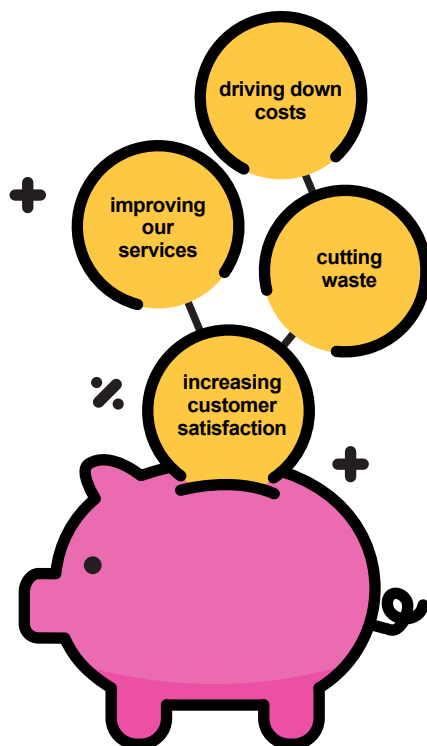 driving down
costs
improving
our
services
cutting
waste
increasing
customer
satisfaction